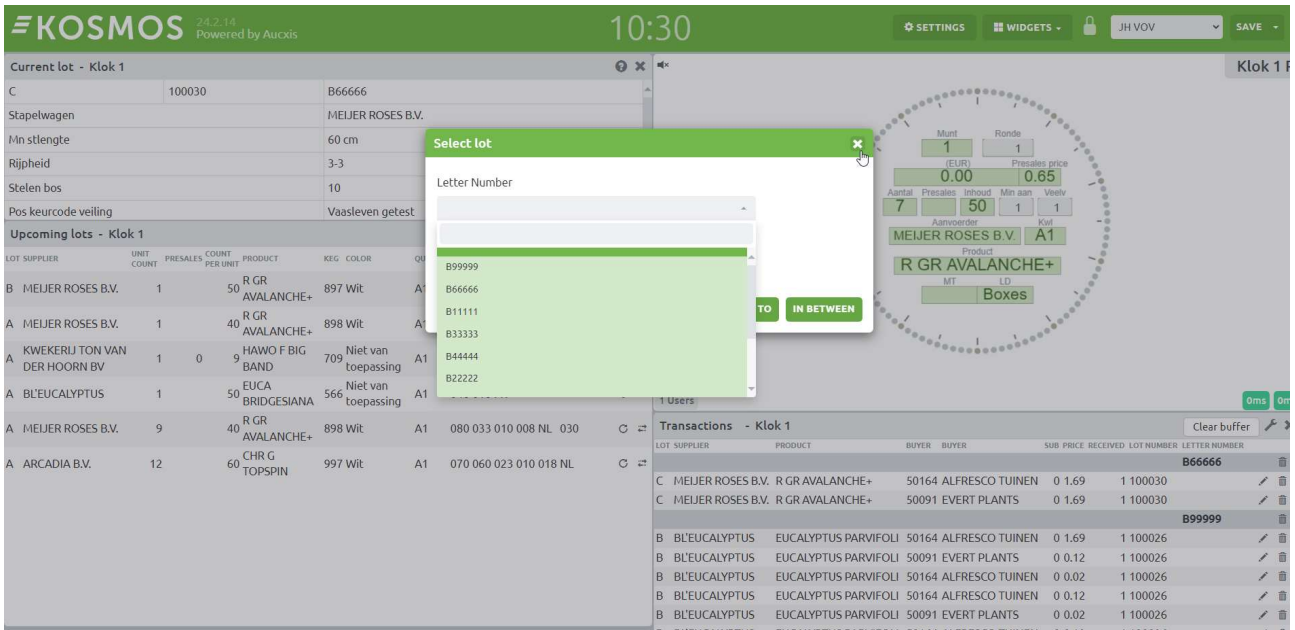 KOSMOS 24.2.14
Powered by Aucxis
10:30
SETTINGS
WIDGETS
JH VOV
SAVE
Current lot - Klok 1
C 100030 B66666
Stapelwagen MEIJER ROSES B.V.
Mn stlengte 60 cm
Rijpheid 3-3
Stelen bos 10
Pos keurcode veiling Vaasleven getest
Upcoming lots - Klok 1
LOT SUPPLIER UNIT COUNT PRESALES COUNT PER UNIT PRODUCT KEG COLOR
B MEIJER ROSES B.V. 1 50 R GR AVALANCHE+ 897 Wit
A MEIJER ROSES B.V. 1 40 R GR AVALANCHE+ 898 Wit
A KWEKERIJ TON VAN DER HOORN BV 1 0 9 HAWO F BIG BAND 709 Niet van toepassing A1
A BL'EUCALYPTUS 1 50 EUCA BRIDGESIANA 566 Niet van toepassing A1
A MEIJER ROSES B.V. 9 40 R GR AVALANCHE+ 898 Wit A1 080 033 010 008 NL 030
A ARCADIA B.V. 12 60 CHR G TOPSPIN 997 Wit A1 070 060 023 010 018 NL
Select lot
Letter Number
B99999
B66666
B11111
B33333
B44444
B22222
TO
IN BETWEEN
Klok 1
Munt Ronde
1 1
(EUR) Presales price
0.00 0.65
Aantal Presales Inhoud Min aan Veelv
7 50 1 1
Aanvoerder Kwl
MEIJER ROSES B.V. A1
Product
R GR AVALANCHE+
MT LD
Boxes
1 Users
0ms
Transactions - Klok 1
Clear buffer
LOT SUPPLIER PRODUCT BUYER BUYER SUB PRICE RECEIVED LOT NUMBER LETTER NUMBER
B66666
C MEIJER ROSES B.V. R GR AVALANCHE+ 50164 ALFRESCO TUINEN 0 1.69 1 100030
C MEIJER ROSES B.V. R GR AVALANCHE+ 50091 EVERT PLANTS 0 1.69 1 100030
B99999
B BL'EUCALYPTUS EUCALYPTUS PARVIFOLI 50164 ALFRESCO TUINEN 0 1.69 1 100026
B BL'EUCALYPTUS EUCALYPTUS PARVIFOLI 50091 EVERT PLANTS 0 0.12 1 100026
B BL'EUCALYPTUS EUCALYPTUS PARVIFOLI 50164 ALFRESCO TUINEN 0 0.02 1 100026
B BL'EUCALYPTUS EUCALYPTUS PARVIFOLI 50164 ALFRESCO TUINEN 0 0.12 1 100026
B BL'EUCALYPTUS EUCALYPTUS PARVIFOLI 50091 EVERT PLANTS 0 0.02 1 100026